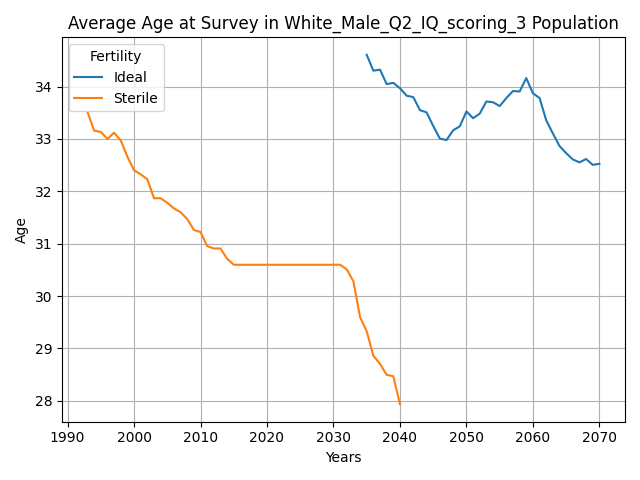 Average Age at Survey in White_Male_Q2_IQ_scoring_3 Population
Fertility
Ideal
Sterile
34
33
32
31
30
29
28
Age
1990 2000 2010 2020 2030 2040 2050 2060 2070
Years